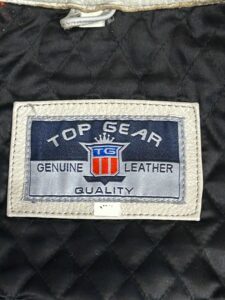 TOP GEAR
TG
GENUINE LEATHER
QUALITY